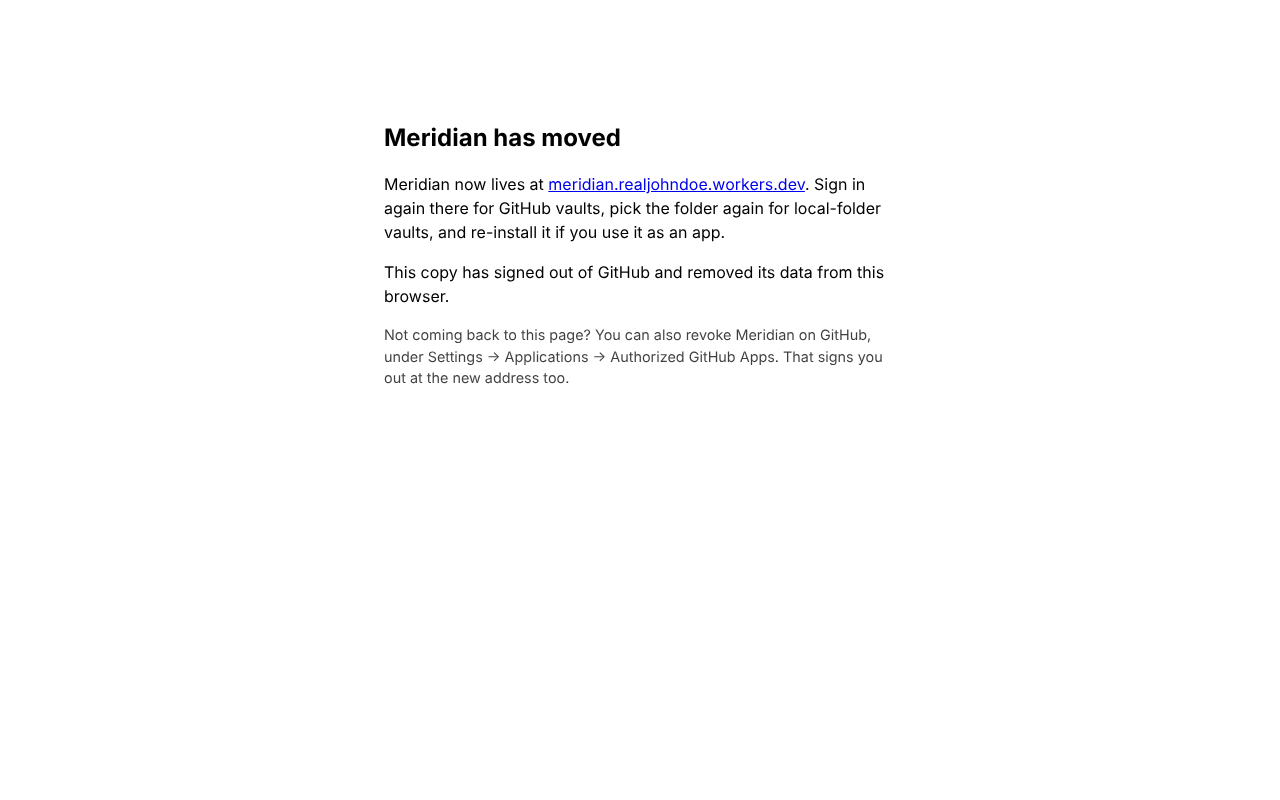 Meridian has moved
Meridian now lives at meridian.realjohndoe.workers.dev. Sign in
again there for GitHub vaults, pick the folder again for local-folder
vaults, and re-install it if you use it as an app.
This copy has signed out of GitHub and removed its data from this
browser.
Not coming back to this page? You can also revoke Meridian on GitHub,
under Settings → Applications → Authorized GitHub Apps. That signs you
out at the new address too.